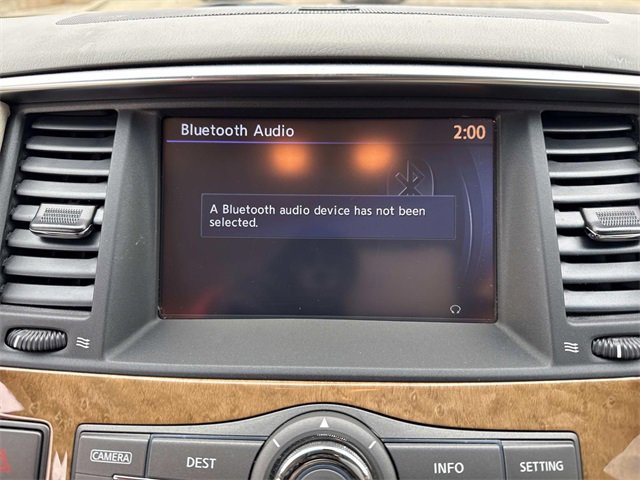 Bluetooth Audio 2:00
A Bluetooth audio device has not been
selected.
CAMERA DEST INFO SETTING